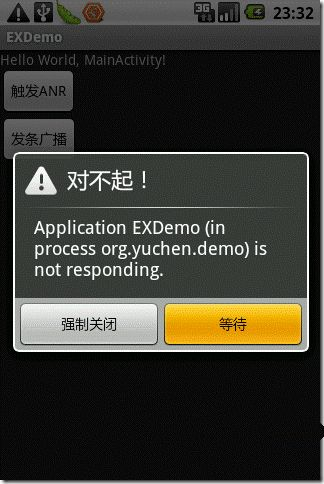 3G 23:32
EXDemo
Hello World, MainActivity!
触发ANR
发条广播
对不起！
Application EXDemo (in
process org.yuchen.demo) is
not responding.
强制关闭
等待